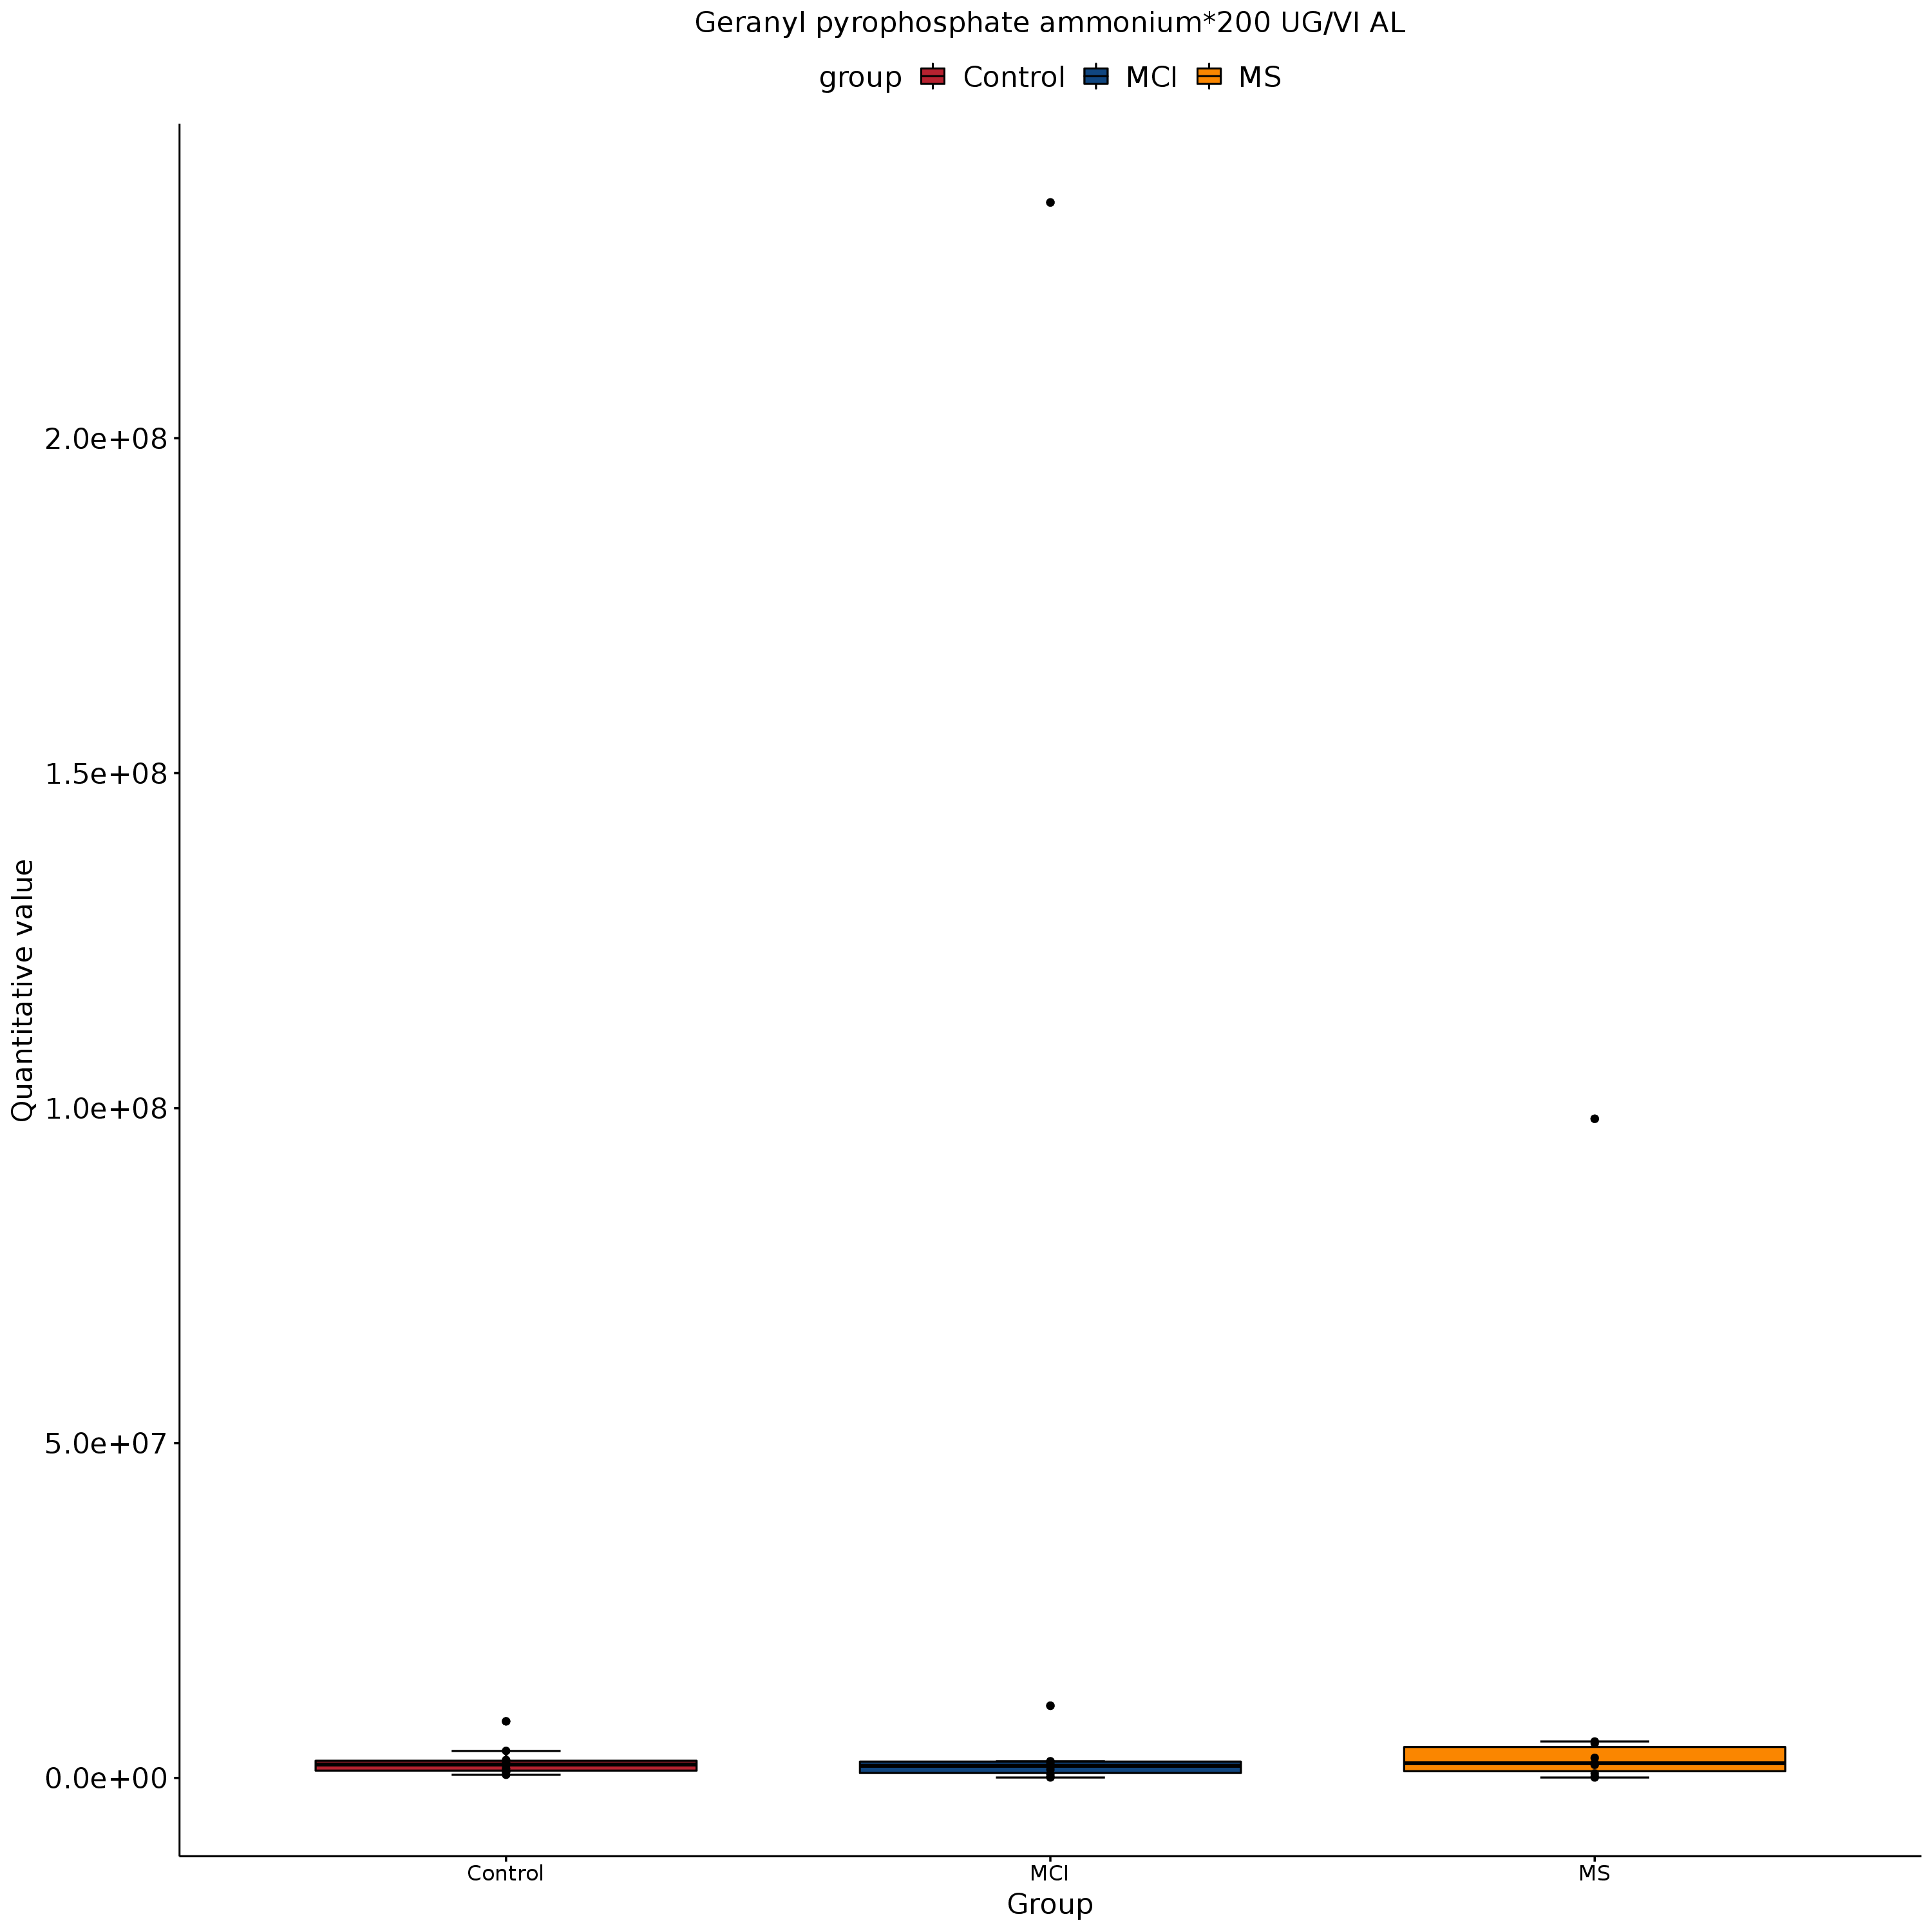 Geranyl pyrophosphate ammonium*200 UG/VI AL
group Control MCI MS
2.0e+08
1.5e+08
1.0e+08
5.0e+07
0.0e+00
Quantitative value
Control MCI MS
Group